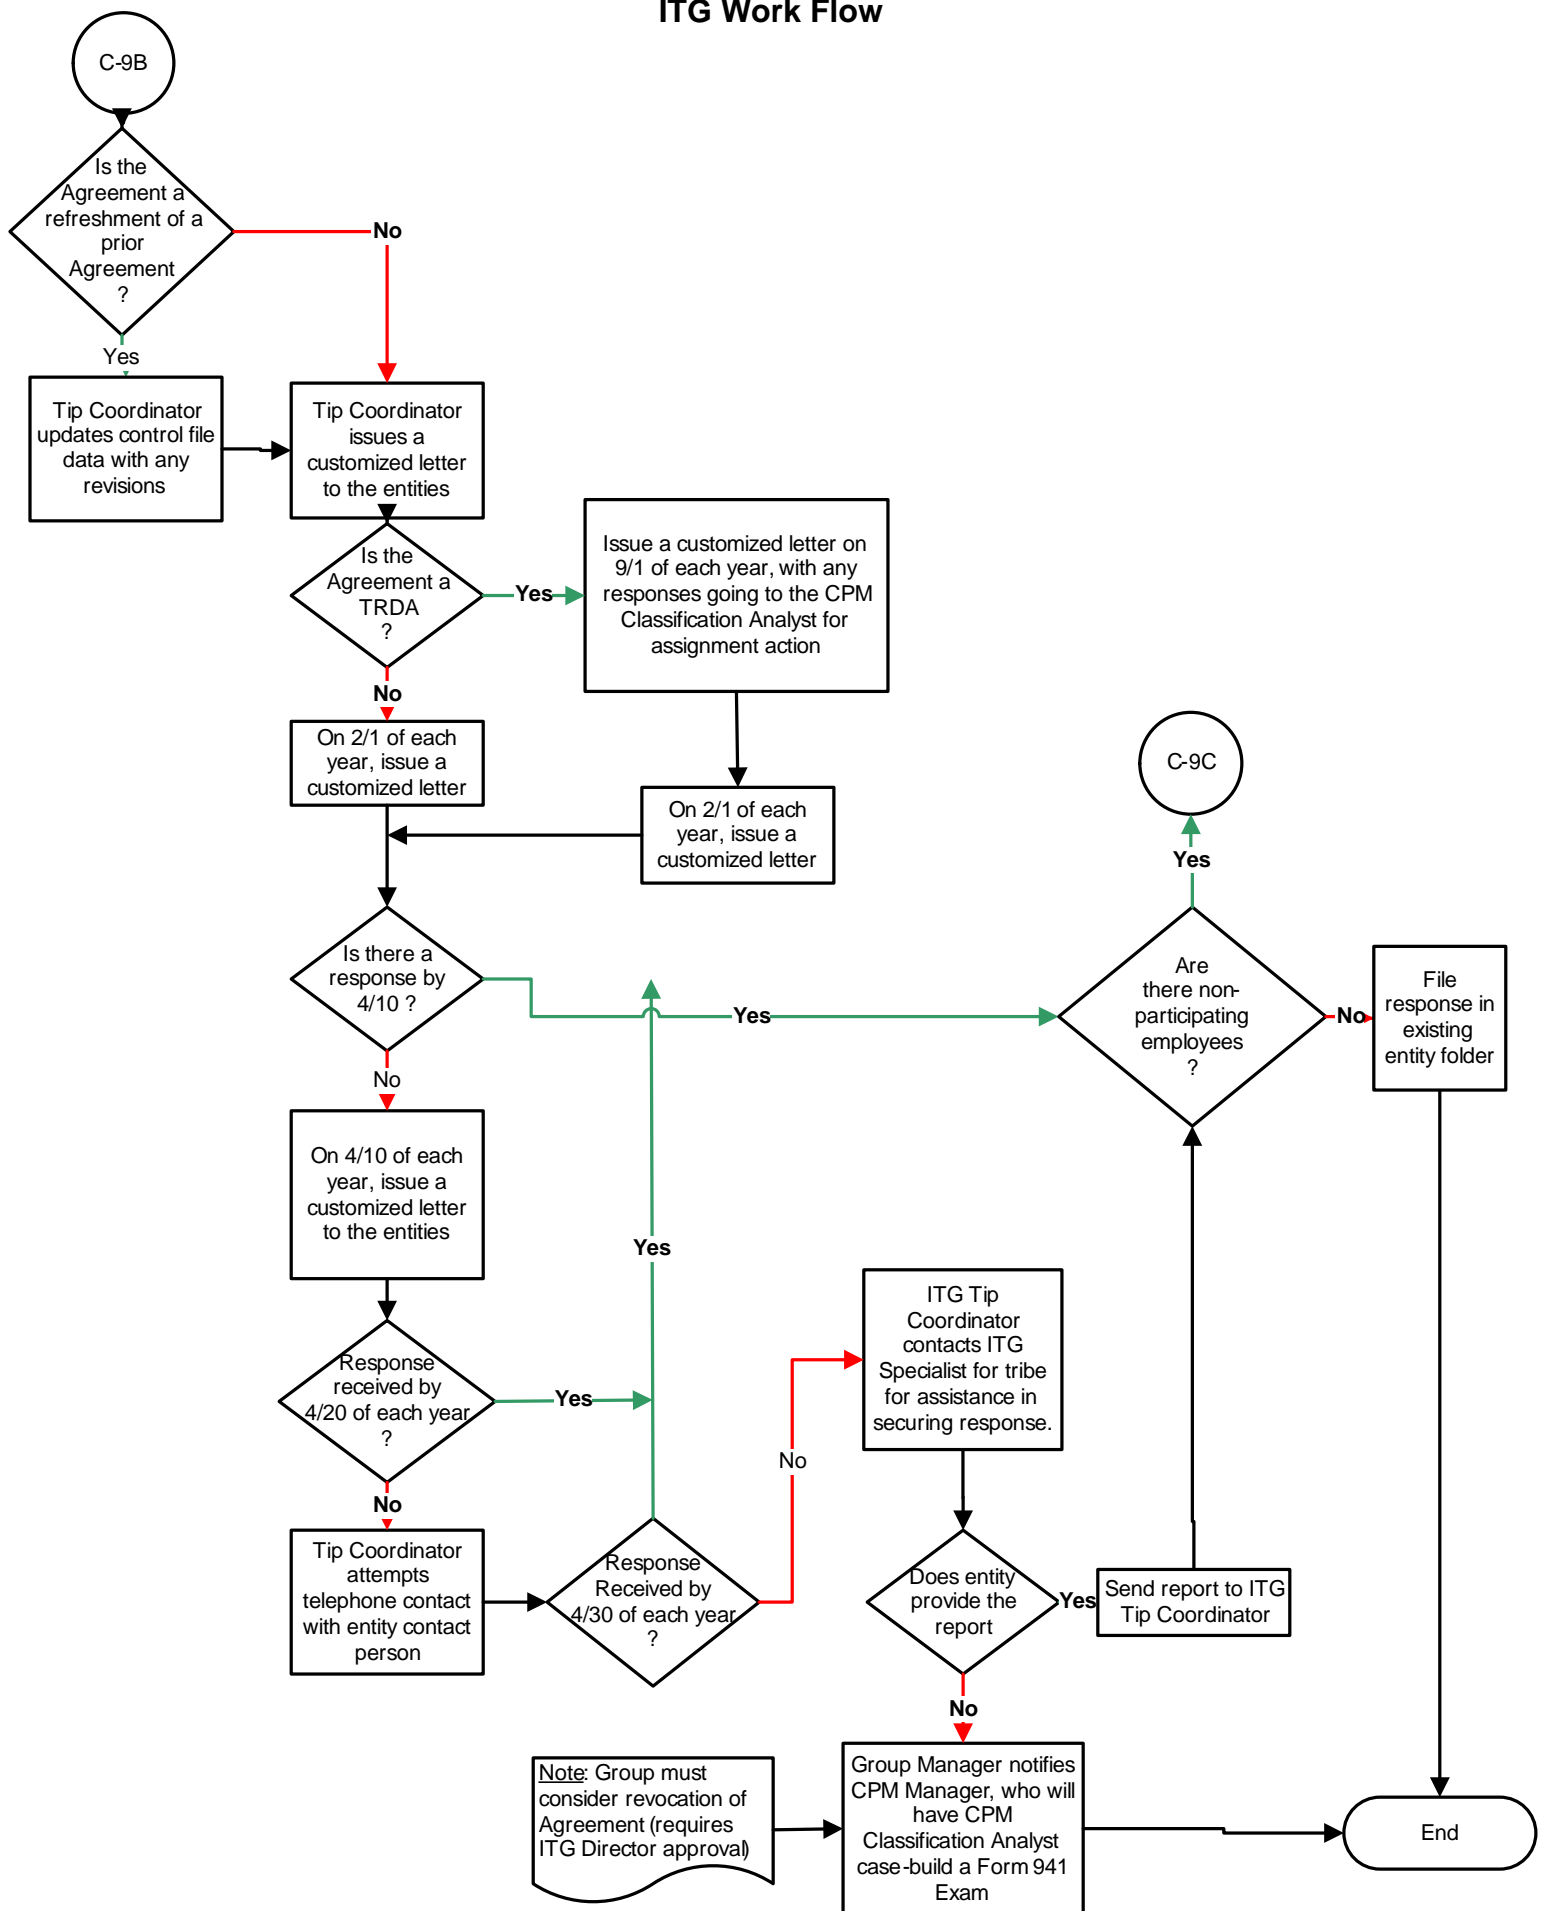 ITG Work Flow
C-9B
Is the
Agreement a
refreshment of a
prior
Agreement
?
No
Yes
Tip Coordinator
updates control file
data with any
revisions
Tip Coordinator
issues a
customized letter
to the entities
Is the
Agreement a
TRDA
?
Yes
Issue a customized letter on
9/1 of each year, with any
responses going to the CPM
Classification Analyst for
assignment action
No
On 2/1 of each
year, issue a
customized letter
On 2/1 of each
year, issue a
customized letter
C-9C
Yes
Is there a
response by
4/10 ?
Yes
Are
there non-
participating
employees
?
No
File
response in
existing
entity folder
No
On 4/10 of each
year, issue a
customized letter
to the entities
Yes
Response
received by
4/20 of each year
?
Yes
ITG Tip
Coordinator
contacts ITG
Specialist for tribe
for assistance in
securing response.
No
No
Tip Coordinator
attempts
telephone contact
with entity contact
person
Response
Received by
4/30 of each year
?
Does entity
provide the
report
Yes
Send report to ITG
Tip Coordinator
No
Note: Group must
consider revocation of
Agreement (requires
ITG Director approval)
Group Manager notifies
CPM Manager, who will
have CPM
Classification Analyst
case-build a Form 941
Exam
End